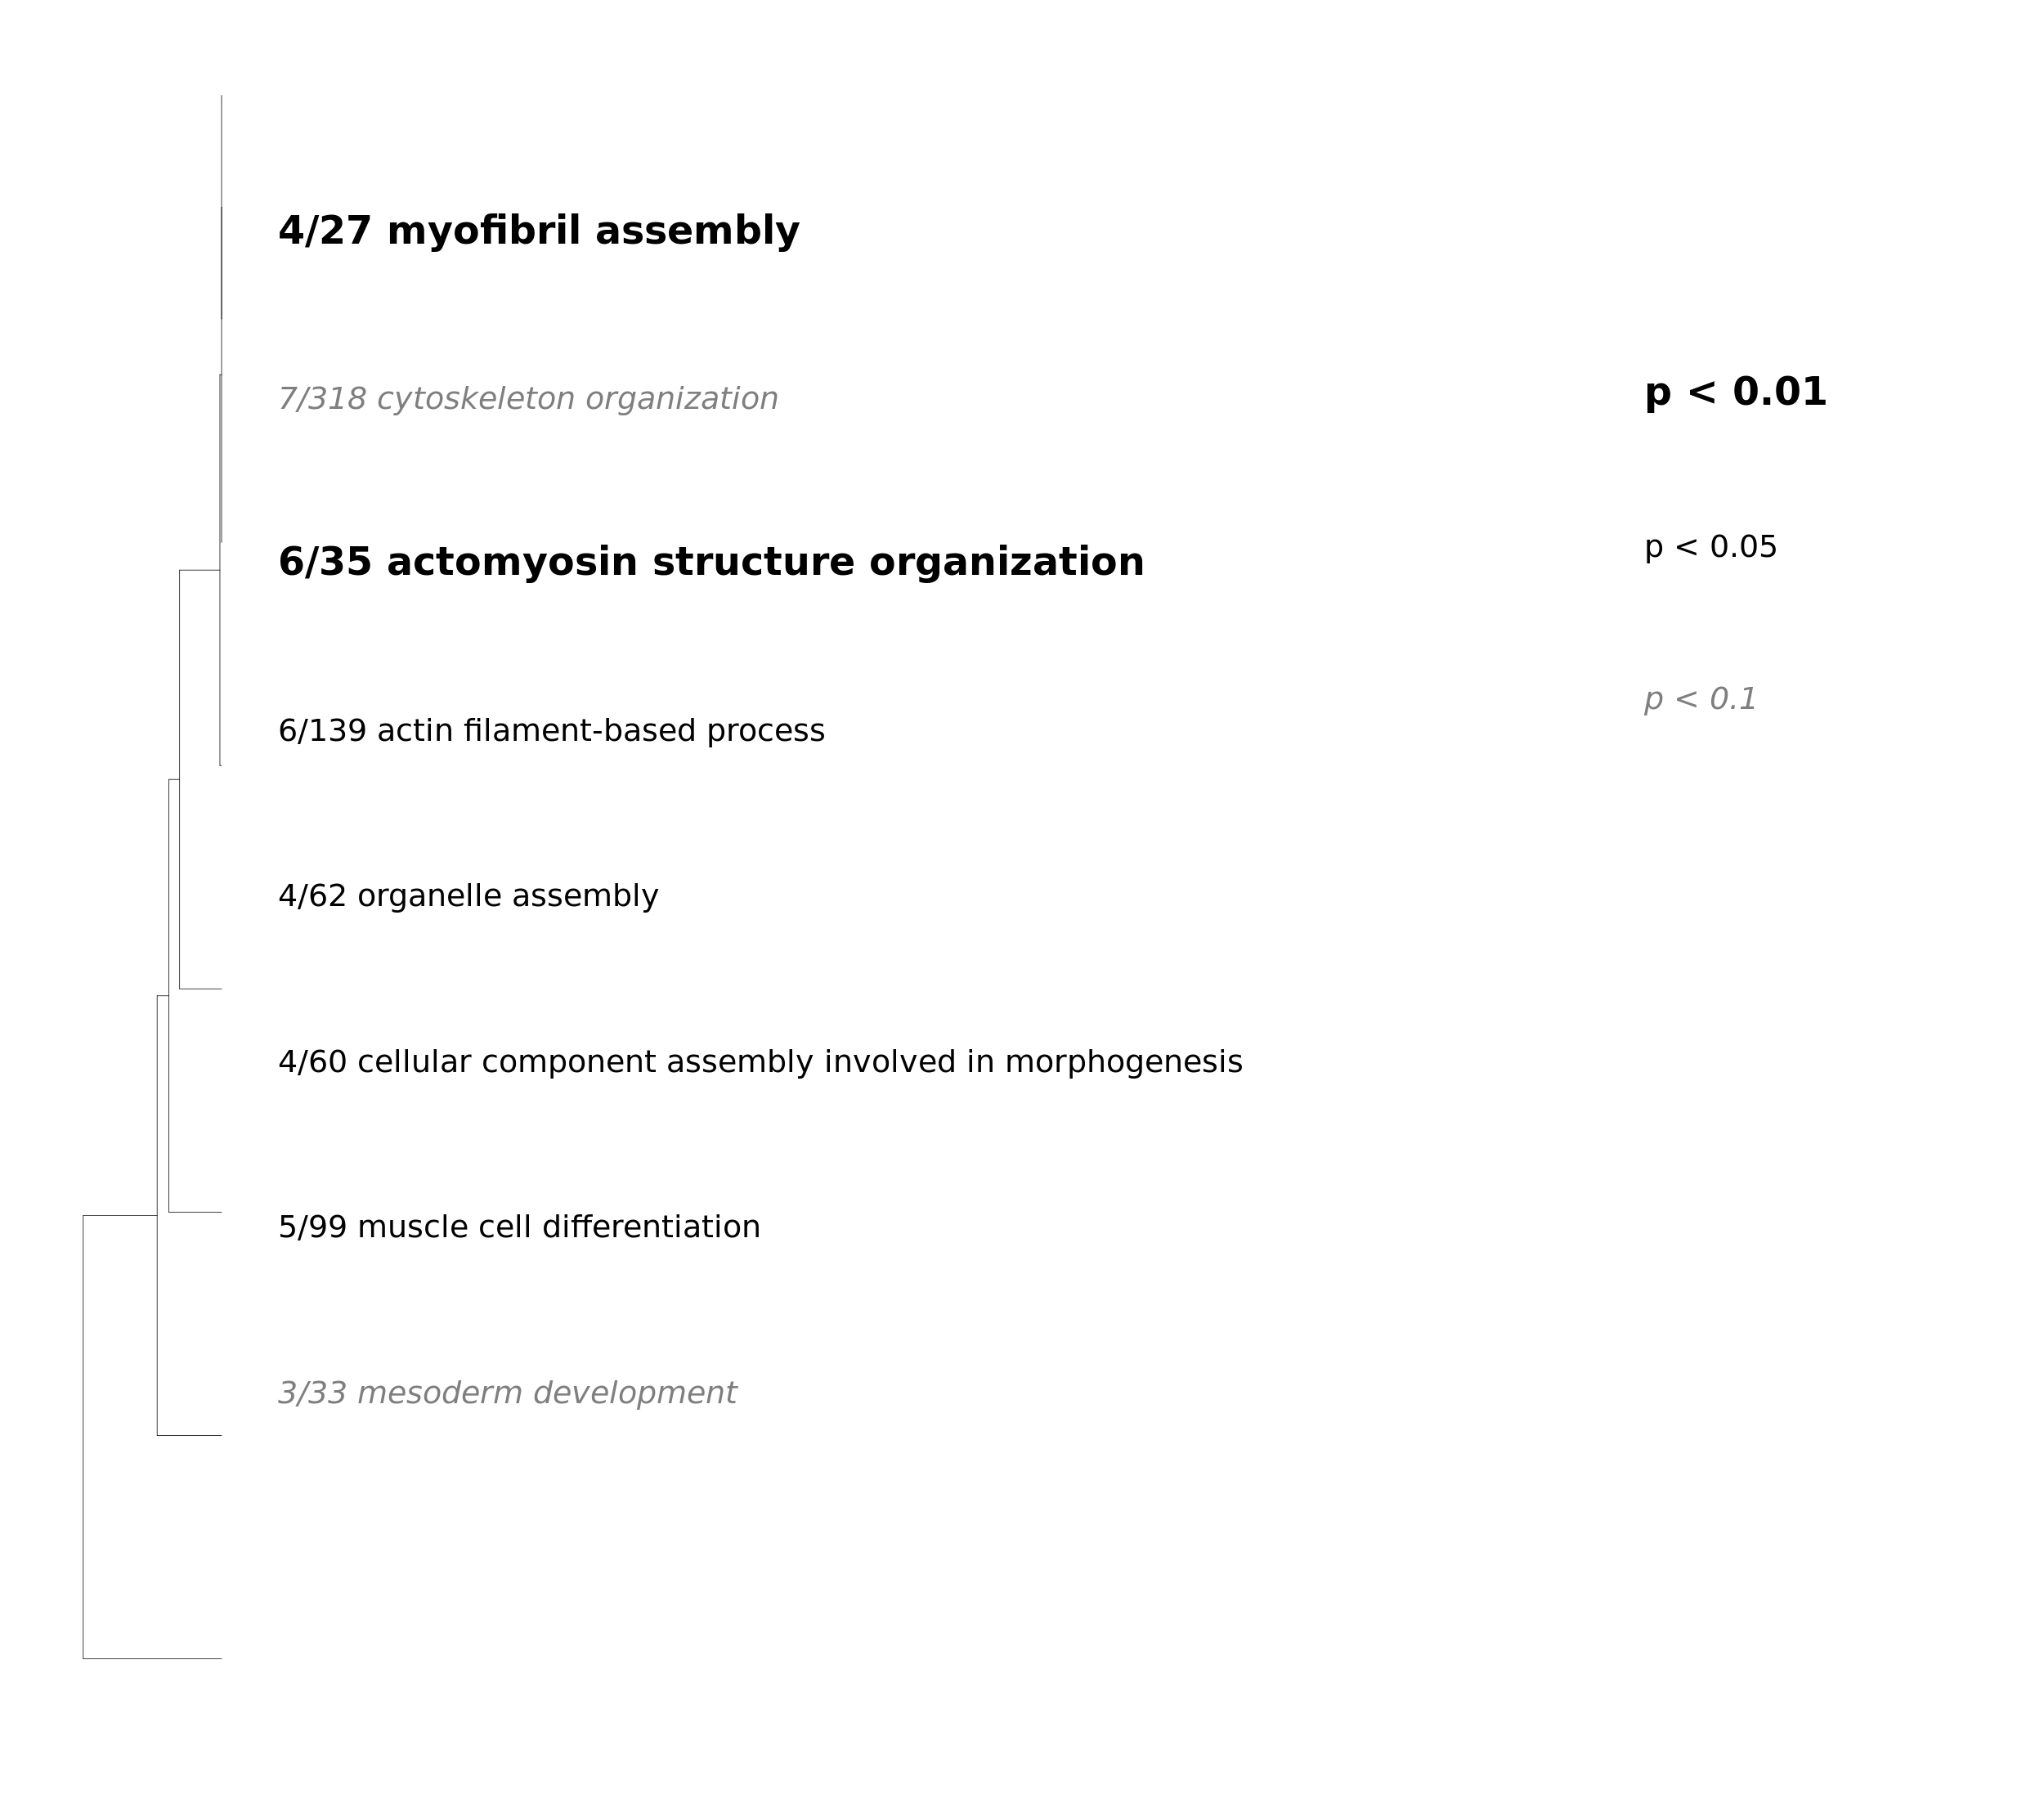 4/27 myofibril assembly
7/318 cytoskeleton organization
6/35 actomyosin structure organization
6/139 actin filament-based process
4/62 organelle assembly
4/60 cellular component assembly involved in morphogenesis
5/99 muscle cell differentiation
3/33 mesoderm development
p < 0.01
p < 0.05
p < 0.1